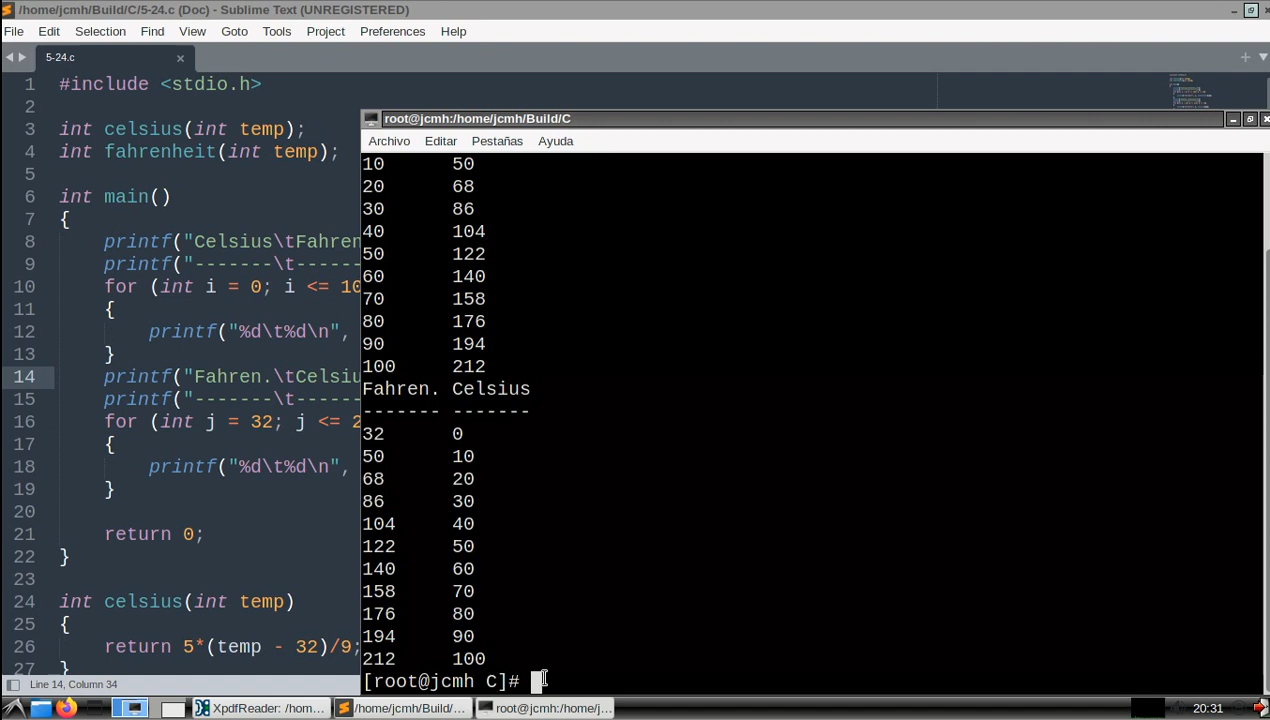 /home/jcmh/Build/C/5-24.c (Doc) - Sublime Text (UNREGISTERED)
File Edit Selection Find View Goto Tools Project Preferences Help
5-24.c
1 #include <stdio.h>
2
3 int celsius(int temp);
4 int fahrenheit(int temp);
5
6 int main()
7 {
8 printf("Celsius\tFahren
9 printf("-------\t------
10 for (int i = 0; i <= 10
11 {
12 printf("%d\t%d\n",
13 }
14 printf("Fahren.\tCelsiu
15 printf("-------\t------
16 for (int j = 32; j <= 2
17 {
18 printf("%d\t%d\n",
19 }
20
21 return 0;
22 }
23
24 int celsius(int temp)
25 {
26 return 5*(temp - 32)/9;
27 }
Line 14, Column 34
root@jcmh:/home/jcmh/Build/C
Archivo Editar Pestañas Ayuda
10 50
20 68
30 86
40 104
50 122
60 140
70 158
80 176
90 194
100 212
Fahren. Celsius
------- -------
32 0
50 10
68 20
86 30
104 40
122 50
140 60
158 70
176 80
194 90
212 100
[root@jcmh C]#
XpdfReader: /hom... /home/jcmh/Build/... root@jcmh:/home/j... 20:31